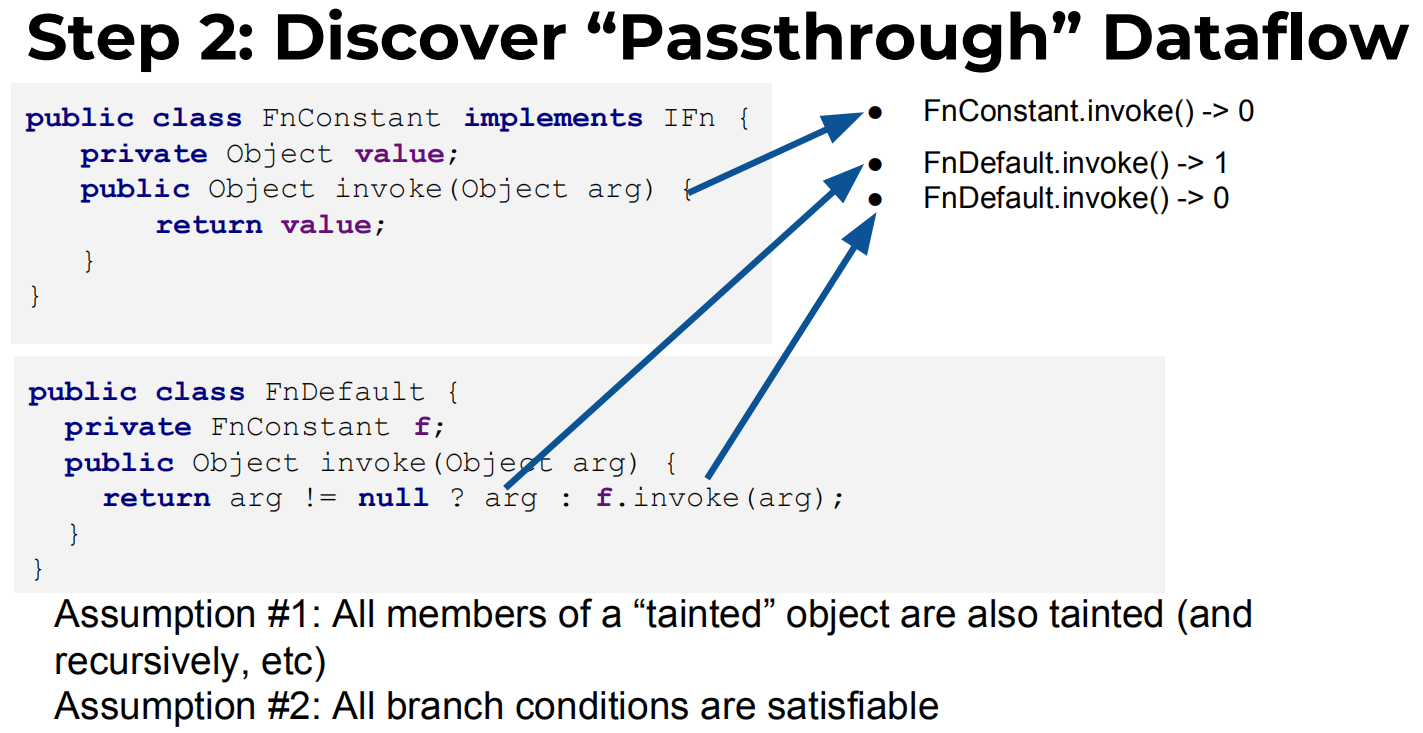 Step 2: Discover “Passthrough” Dataflow
public class FnConstant implements IFn {
private Object value;
public Object invoke(Object arg) {
return value;
}
}
● FnConstant.invoke() -> 0
● FnDefault.invoke() -> 1
● FnDefault.invoke() -> 0
public class FnDefault {
private FnConstant f;
public Object invoke(Object arg) {
return arg != null ? arg : f.invoke(arg);
}
}
Assumption #1: All members of a “tainted” object are also tainted (and
recursively, etc)
Assumption #2: All branch conditions are satisfiable